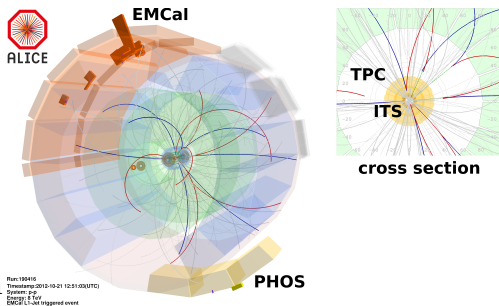 EMCal
ALICE
TPC
ITS
cross section
PHOS
Run:190416
Timestamp:2012-10-21 12:51:03(UTC)
System: p-p
Energy: 8 TeV
EMCal L1-Jet triggered event